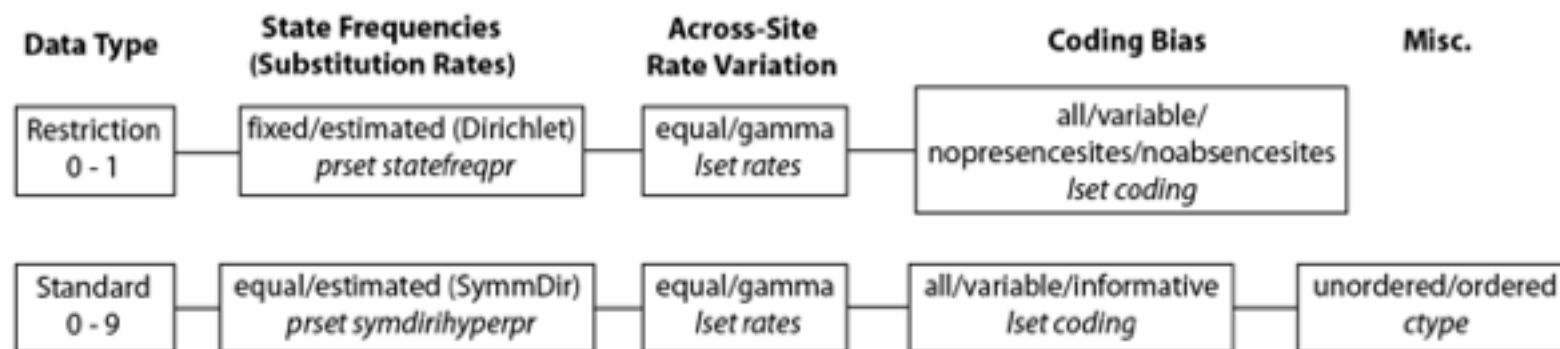 Data Type
State Frequencies
(Substitution Rates)
Across-Site
Rate Variation
Coding Bias
Misc.
Restriction
0 - 1
fixed/estimated (Dirichlet)
prset statefreqpr
equal/gamma
lset rates
all/variable/
nopresencesites/noabsencesites
lset coding
Standard
0 - 9
equal/estimated (SymmDir)
prset symdirihyperpr
equal/gamma
lset rates
all/variable/informative
lset coding
unordered/ordered
ctype